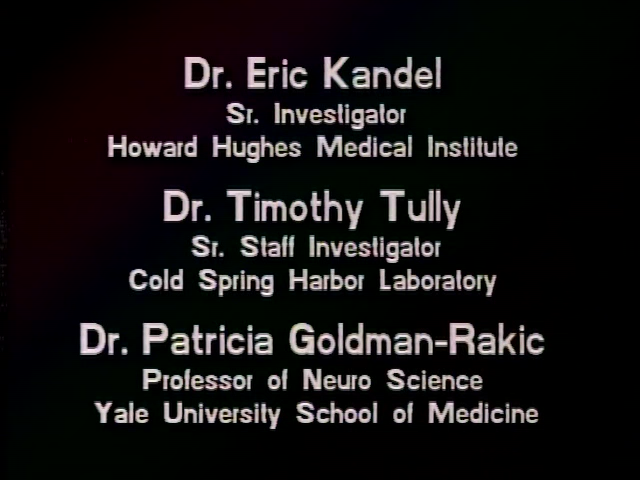 Dr. Eric Kandel
Sr. Investigator
Howard Hughes Medical Institute
Dr. Timothy Tully
Sr. Staff Investigator
Cold Spring Harbor Laboratory
Dr. Patricia Goldman-Rakic
Professor of Neuro Science
Yale University School of Medicine